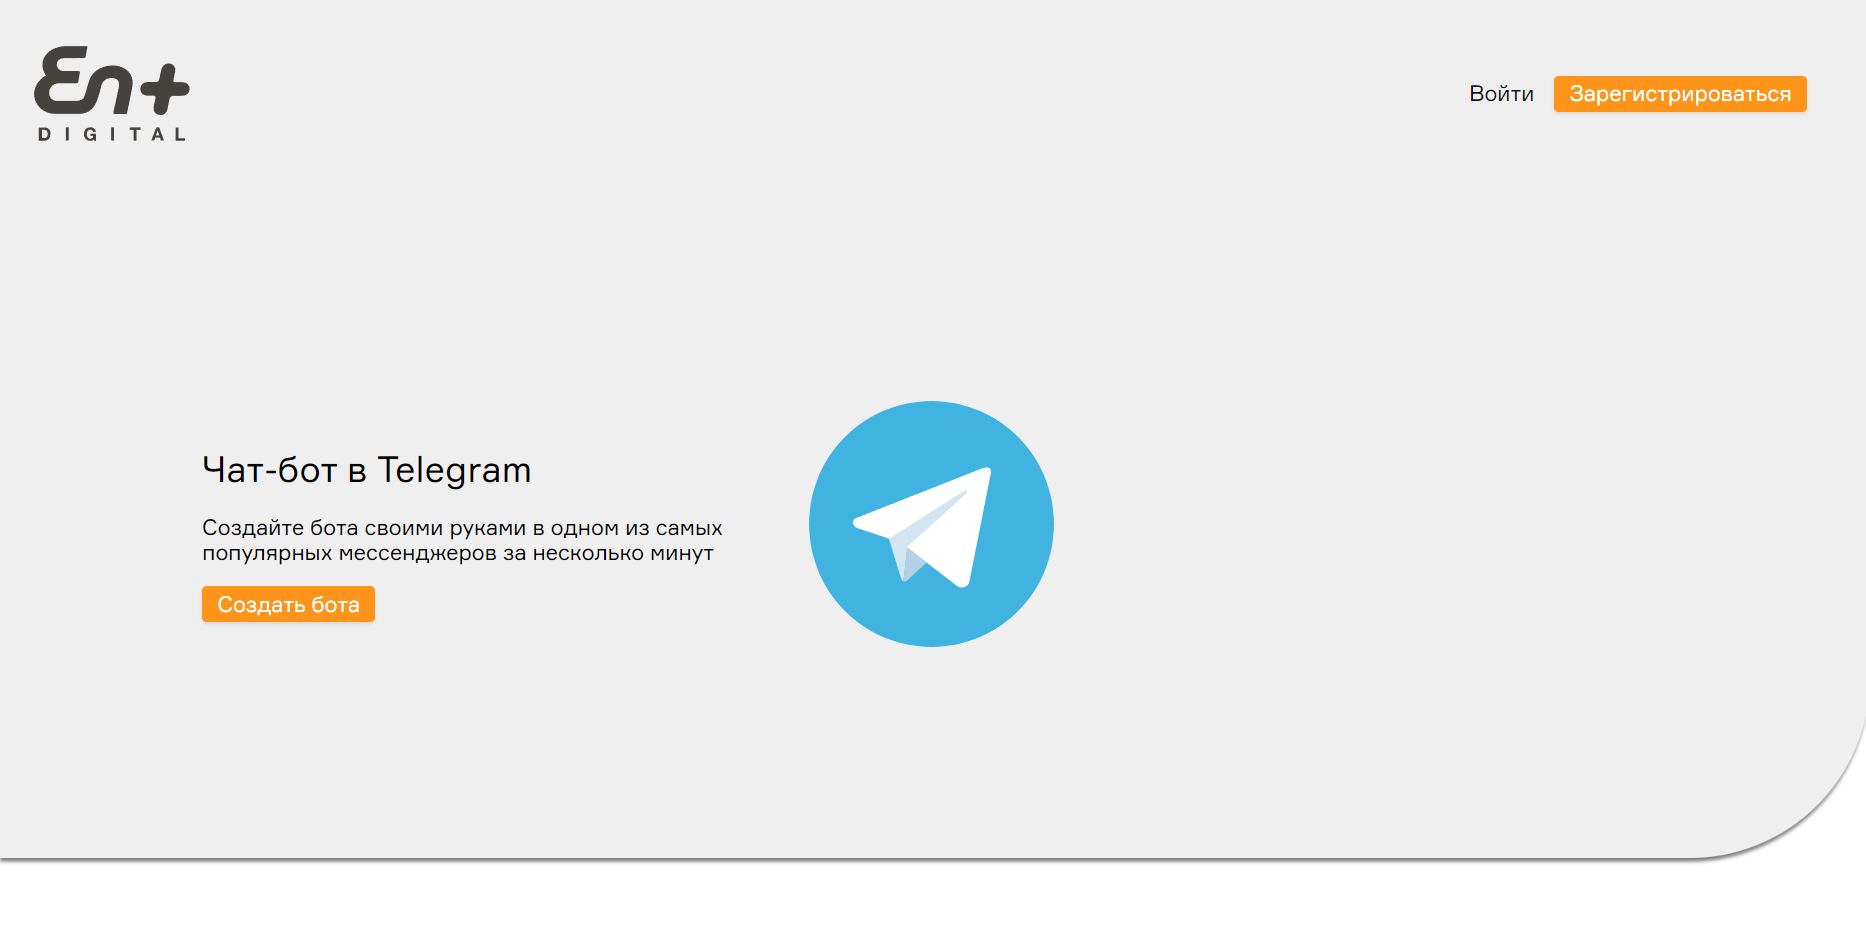 En+
DIGITAL
Войти
Зарегистрироваться
Чат-бот в Telegram
Создайте бота своими руками в одном из самых
популярных мессенджеров за несколько минут
Создать бота